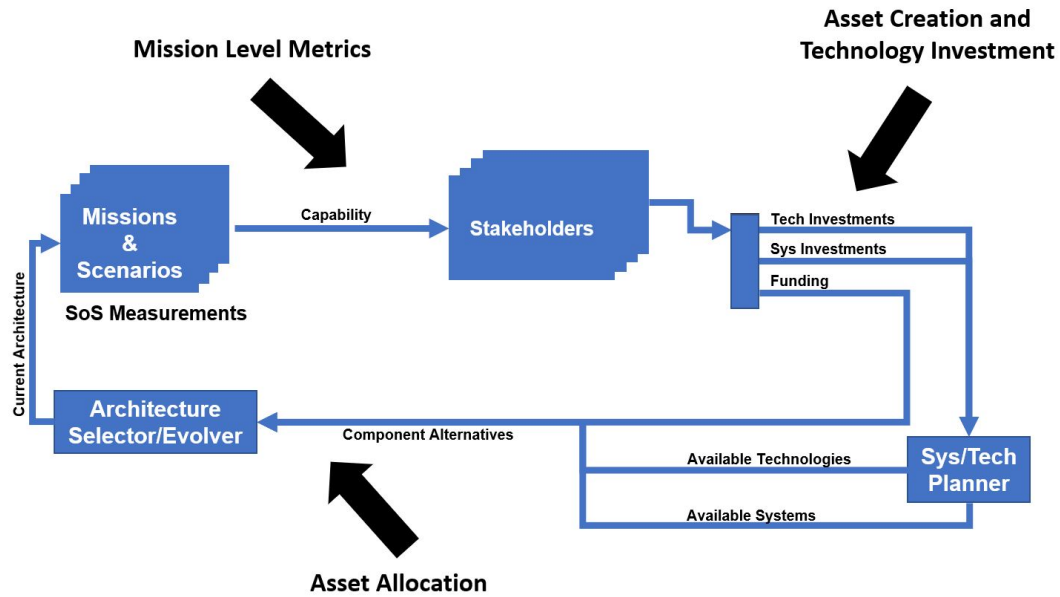 Mission Level Metrics
Asset Creation and
Technology Investment
Missions
&
Scenarios
SoS Measurements
Capability
Stakeholders
Tech Investments
Sys Investments
Funding
Current Architecture
Architecture
Selector/Evolver
Component Alternatives
Available Technologies
Available Systems
Sys/Tech
Planner
Asset Allocation